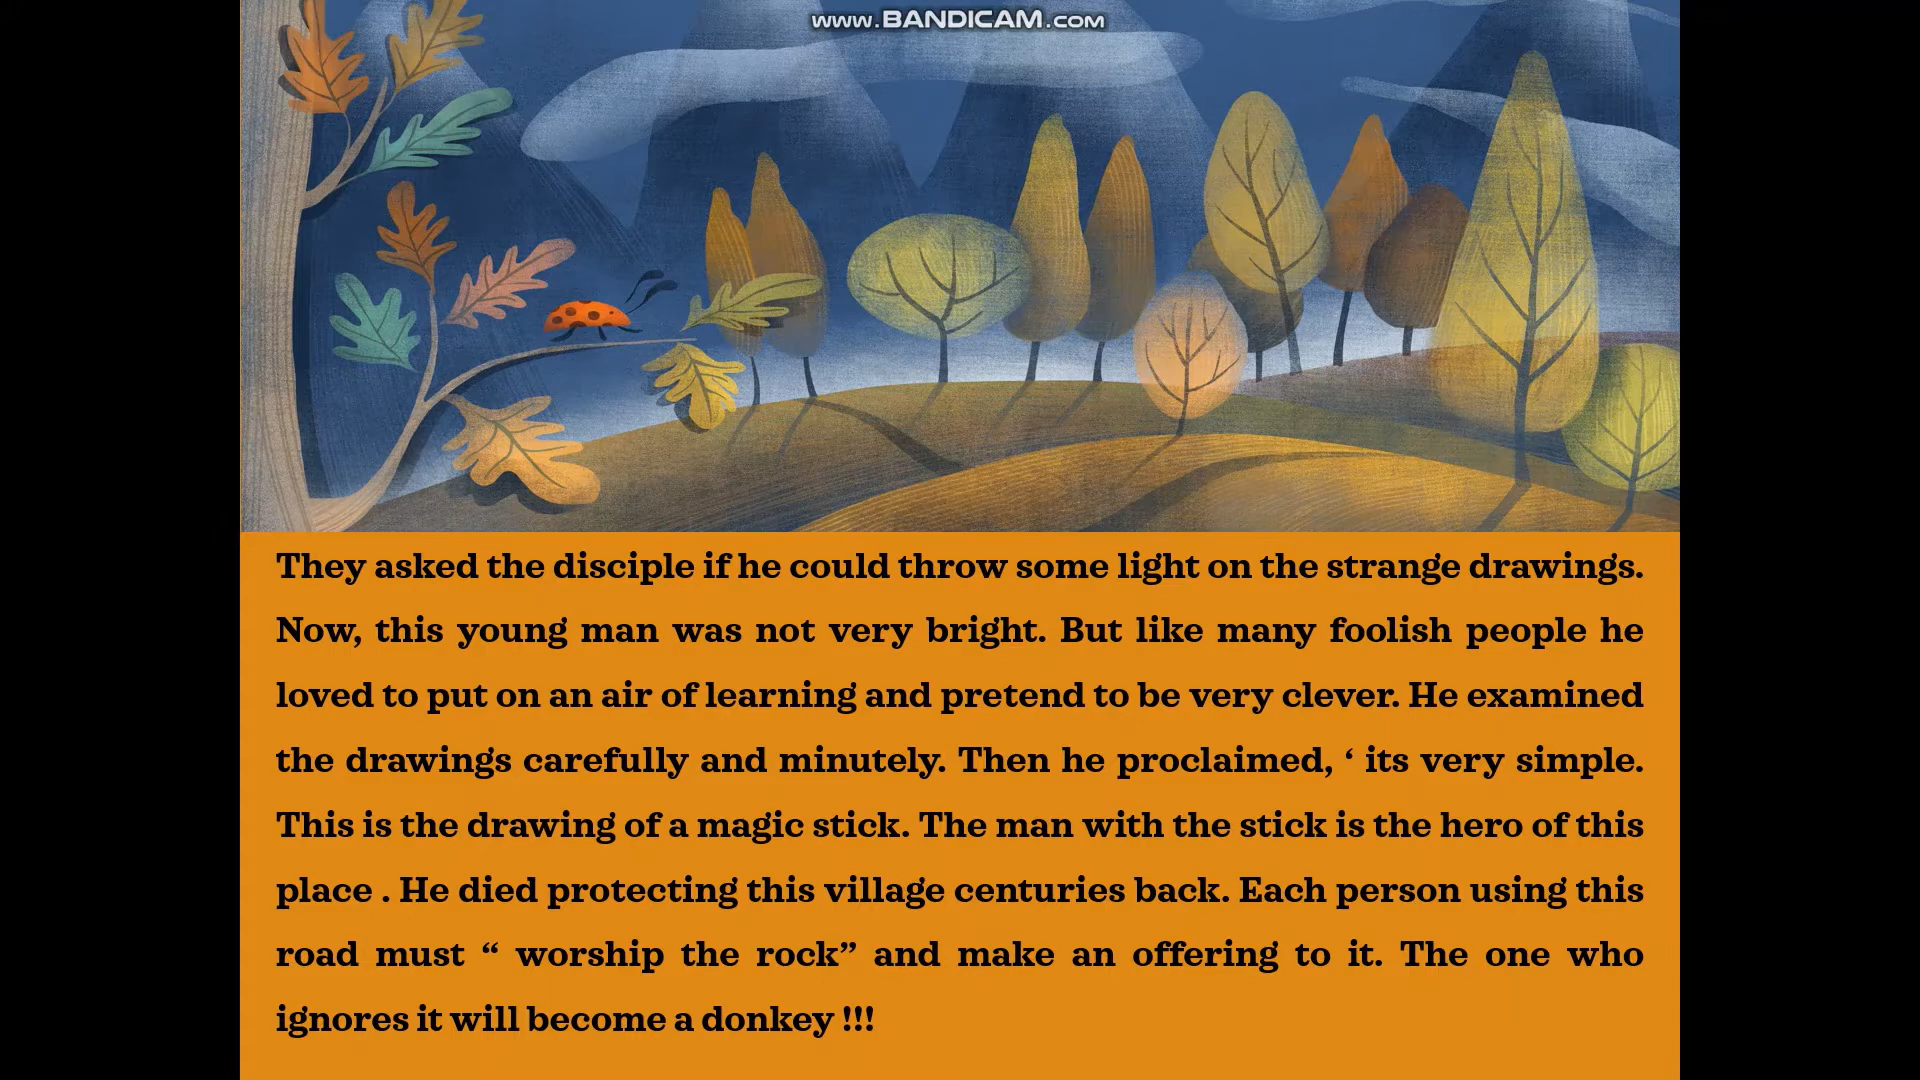 www.BANDICAM.com
They asked the disciple if he could throw some light on the strange drawings.
Now, this young man was not very bright. But like many foolish people he
loved to put on an air of learning and pretend to be very clever. He examined
the drawings carefully and minutely. Then he proclaimed, ‘ its very simple.
This is the drawing of a magic stick. The man with the stick is the hero of this
place . He died protecting this village centuries back. Each person using this
road must “ worship the rock” and make an offering to it. The one who
ignores it will become a donkey !!!